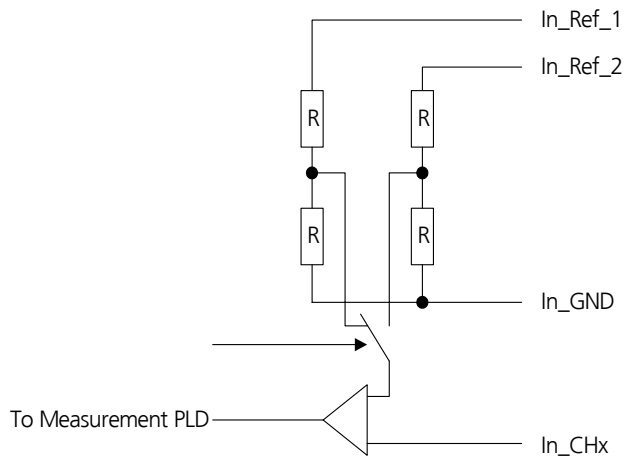 In_Ref_1
In_Ref_2
R
R
R
R
In_GND
To Measurement PLD
In_CHx